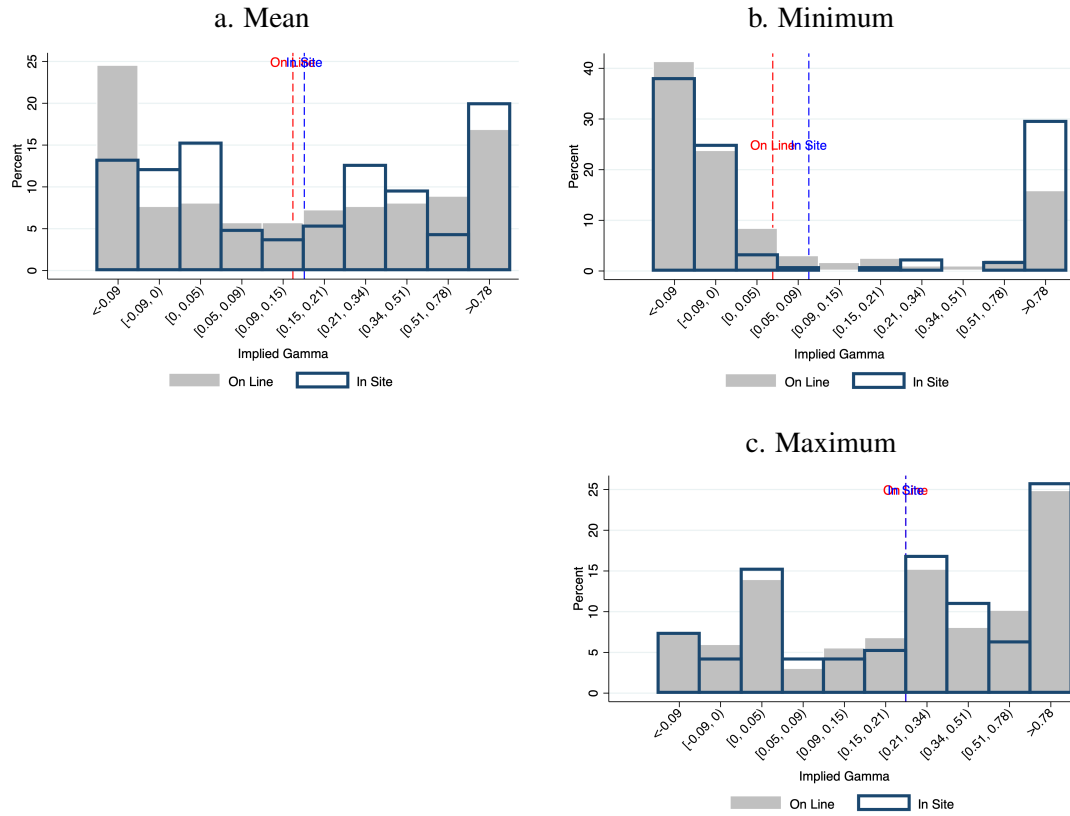 a. Mean
On Line
In Site
25
20
15
10
5
0
Percent
<-0.09
[-0.09, 0)
[0, 0.05)
[0.05, 0.09)
[0.09, 0.15)
[0.15, 0.21)
[0.21, 0.34)
[0.34, 0.51)
[0.51, 0.78)
>0.78
Implied Gamma
On Line
In Site
b. Minimum
On Line
In Site
40
30
20
10
0
Percent
<-0.09
[-0.09, 0)
[0, 0.05)
[0.05, 0.09)
[0.09, 0.15)
[0.15, 0.21)
[0.21, 0.34)
[0.34, 0.51)
[0.51, 0.78)
>0.78
Implied Gamma
On Line
In Site
c. Maximum
On Line
In Site
25
20
15
10
5
0
Percent
<-0.09
[-0.09, 0)
[0, 0.05)
[0.05, 0.09)
[0.09, 0.15)
[0.15, 0.21)
[0.21, 0.34)
[0.34, 0.51)
[0.51, 0.78)
>0.78
Implied Gamma
On Line
In Site